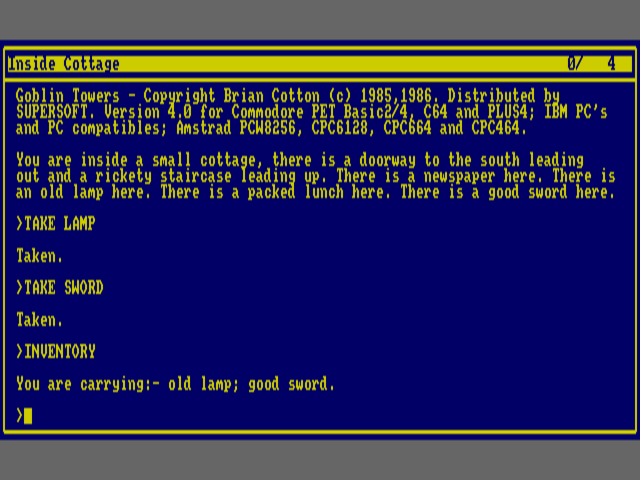 Inside Cottage 0/ 4
Goblin Towers - Copyright Brian Cotton (c) 1985,1986. Distributed by
SUPERSOFT. Version 4.0 for Commodore PET Basic2/4, C64 and PLUS4; IBM PC's
and PC compatibles; Amstrad PCW8256, CPC6128, CPC664 and CPC464.
You are inside a small cottage, there is a doorway to the south leading
out and a rickety staircase leading up. There is a newspaper here. There is
an old lamp here. There is a packed lunch here. There is a good sword here.
>TAKE LAMP
Taken.
>TAKE SWORD
Taken.
>INVENTORY
You are carrying:- old lamp; good sword.
>